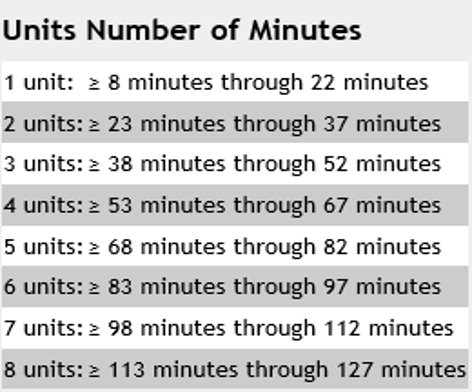 Units Number of Minutes
1 unit: ≥ 8 minutes through 22 minutes
2 units: ≥ 23 minutes through 37 minutes
3 units: ≥ 38 minutes through 52 minutes
4 units: ≥ 53 minutes through 67 minutes
5 units: ≥ 68 minutes through 82 minutes
6 units: ≥ 83 minutes through 97 minutes
7 units: ≥ 98 minutes through 112 minutes
8 units: ≥ 113 minutes through 127 minutes